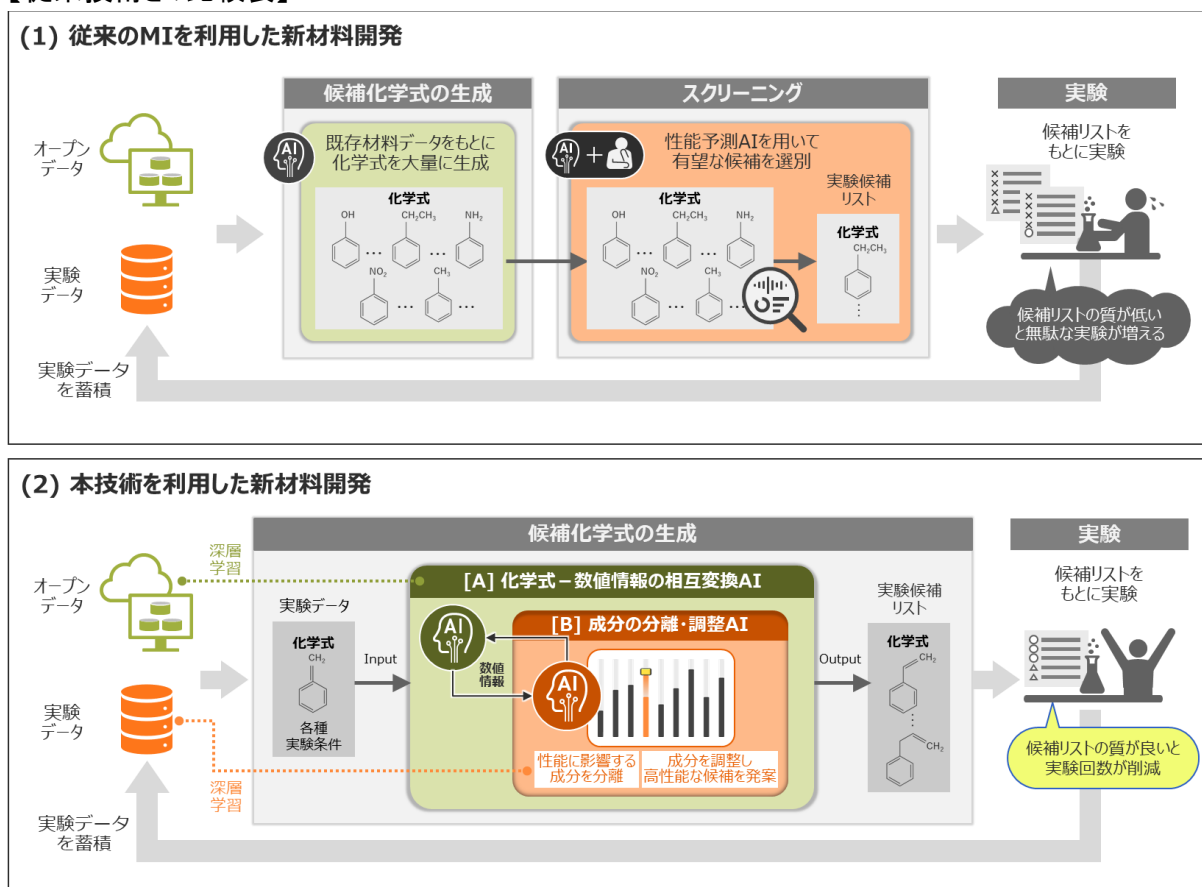 (1) 従来のMIを利用した新材料開発
候補化学式の生成
スクリーニング
実験
オープン
データ
実験
データ
実験データ
を蓄積
AI
既存材料データをもとに
化学式を大量に生成
化学式
OH
CH2CH3
NH2
...
...
NO2
CH3
...
...
AI
+
性能予測AIを用いて
有望な候補を選別
化学式
OH
CH2CH3
NH2
...
...
NO2
CH3
...
...
実験候補
リスト
化学式
CH2CH3
⋮
候補リストを
もとに実験
×
×
×
△
×
×
×
○
候補リストの質が低い
と無駄な実験が増える
(2) 本技術を利用した新材料開発
候補化学式の生成
実験
オープン
データ
実験
データ
実験データ
を蓄積
深層
学習
深層
学習
実験データ
化学式
CH2
各種
実験条件
Input
[A] 化学式－数値情報の相互変換AI
AI
数値
情報
[B] 成分の分離・調整AI
AI
性能に影響する
成分を分離
成分を調整し
高性能な候補を発案
Output
実験候補
リスト
化学式
CH2
⋮
CH2
候補リストを
もとに実験
○
○
△
△
候補リストの質が良いと
実験回数が削減